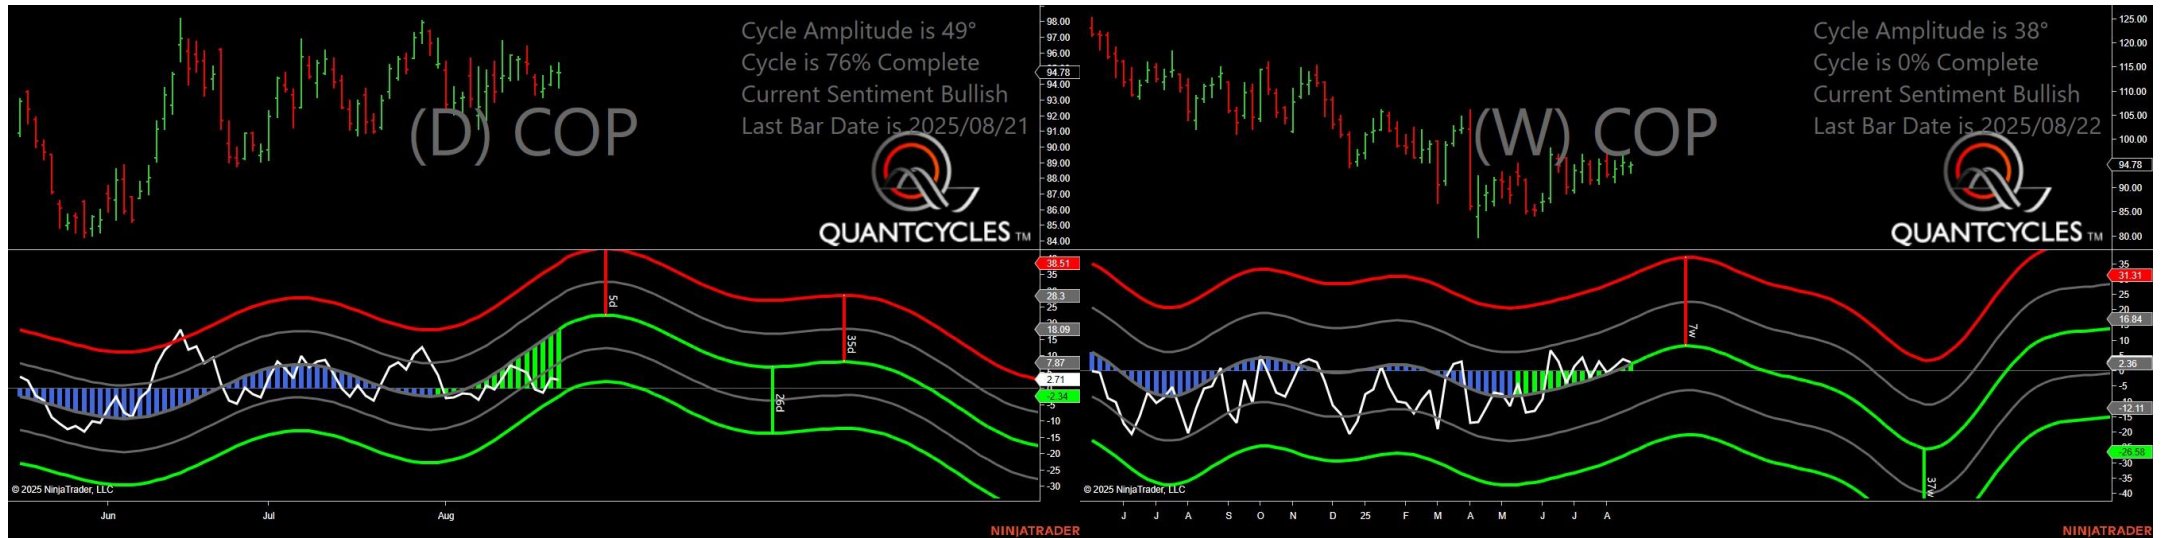 Cycle Amplitude is 49°
Cycle is 76% Complete
Current Sentiment Bullish
Last Bar Date is 2025/08/21
(D) COP
QUANTCYCLES TM
98.00
97.00
96.00
94.78
94.00
93.00
92.00
91.00
90.00
89.00
88.00
87.00
86.00
85.00
84.00
38.51
35
28.3
25
18.09
15
7.87
2.71
-2.34
-5
-10
-15
-20
-25
-30
5d
26d
35d
© 2025 NinjaTrader, LLC
Jun Jul Aug
NINJATRADER
Cycle Amplitude is 38°
Cycle is 0% Complete
Current Sentiment Bullish
Last Bar Date is 2025/08/22
(W) COP
QUANTCYCLES TM
125.00
120.00
115.00
110.00
105.00
100.00
94.78
90.00
85.00
80.00
35
31.31
25
20
16.84
10
5
2.36
-5
-12.11
-15
-20
-26.58
-30
-35
-40
7w
37w
© 2025 NinjaTrader, LLC
J J A S O N D 25 F M A M J J A
NINJATRADER